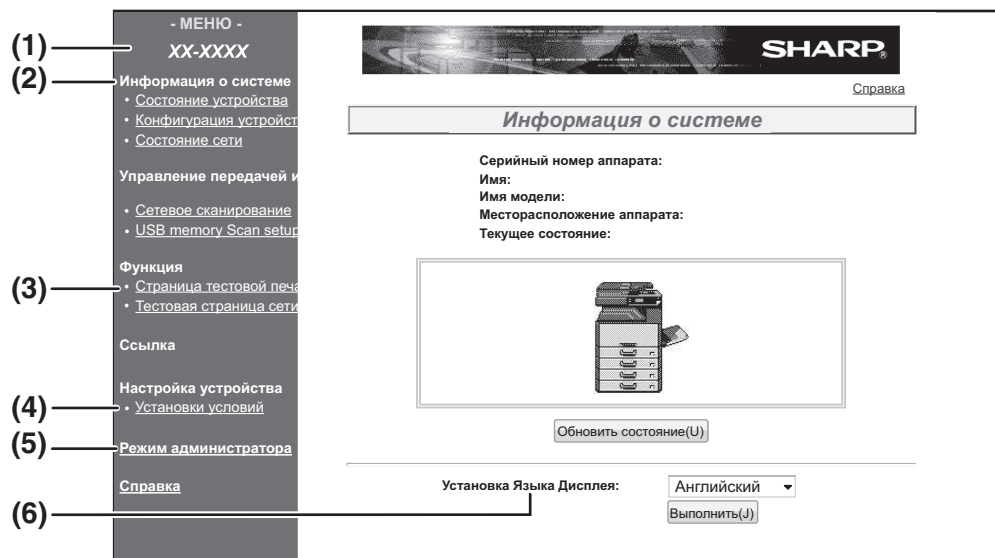 - МЕНЮ -
(1)
XX-XXXX
(2)
Информация о системе
• Состояние устройства
• Конфигурация устройст
• Состояние сети
Управление передачей и
• Сетевое сканирование
• USB memory Scan setup
Функция
(3)
• Страница тестовой печа
• Тестовая страница сети
Ссылка
Настройка устройства
(4)
• Установки условий
(5)
Режим администратора
Справка
(6)
SHARP®
Справка
Информация о системе
Серийный номер аппарата:
Имя:
Имя модели:
Месторасположение аппарата:
Текущее состояние:
Обновить состояние(U)
Установка Языка Дисплея:
Английский
Выполнить(J)